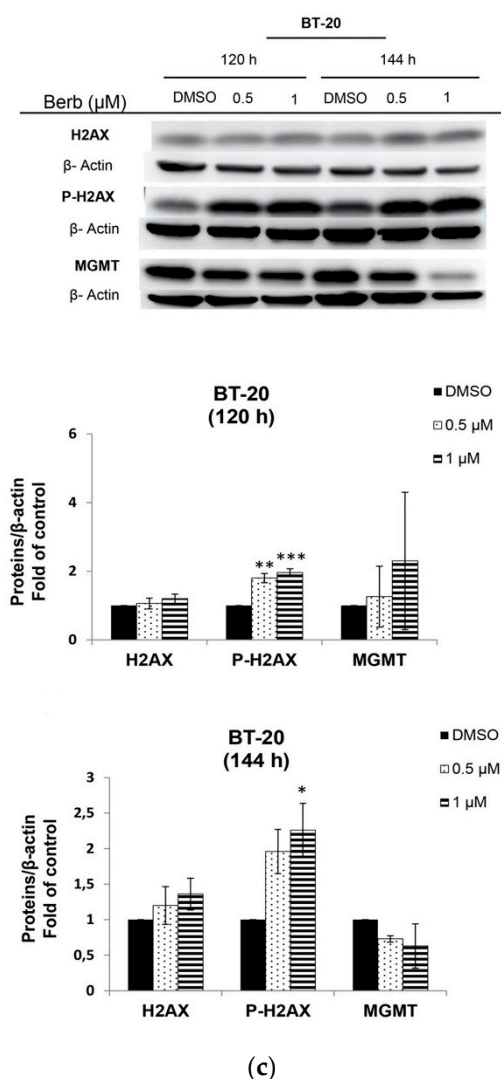 BT-20
120 h 144 h
Berb (µM) DMSO 0.5 1 DMSO 0.5 1
H2AX
β- Actin
P-H2AX
β- Actin
MGMT
β- Actin
BT-20
(120 h)
DMSO
0.5 µM
1 µM
Proteins/β-actin
Fold of control
6
4
2
0
** ***
H2AX P-H2AX MGMT
BT-20
(144 h)
DMSO
0.5 µM
1 µM
Proteins/β-actin
Fold of control
3
2,5
2
1,5
1
0,5
0
*
H2AX P-H2AX MGMT
(c)